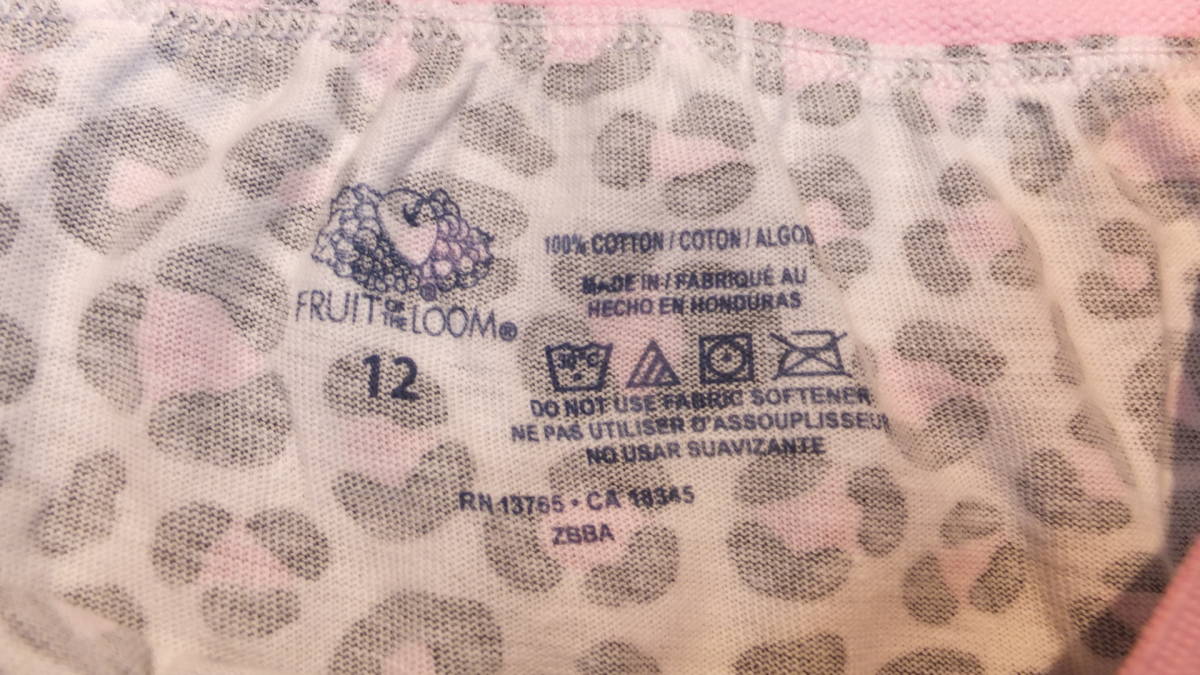 FRUIT OF THE LOOM®
12
100% COTTON / COTON / ALGOD
MADE IN / FABRIQUÉ AU
HECHO EN HONDURAS
DO NOT USE FABRIC SOFTENER
NE PAS UTILISER D'ASSOUPLISSEUR
NO USAR SUAVIZANTE
RN 13765 • CA 18345
ZBBA